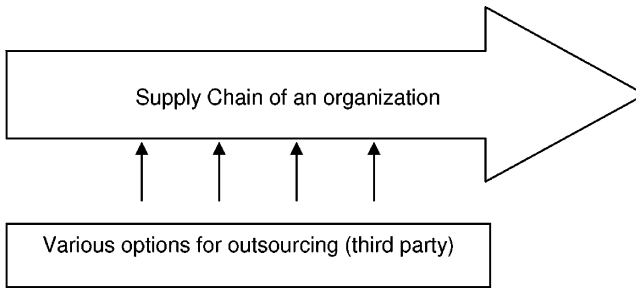 Supply Chain of an organization
Various options for outsourcing (third party)